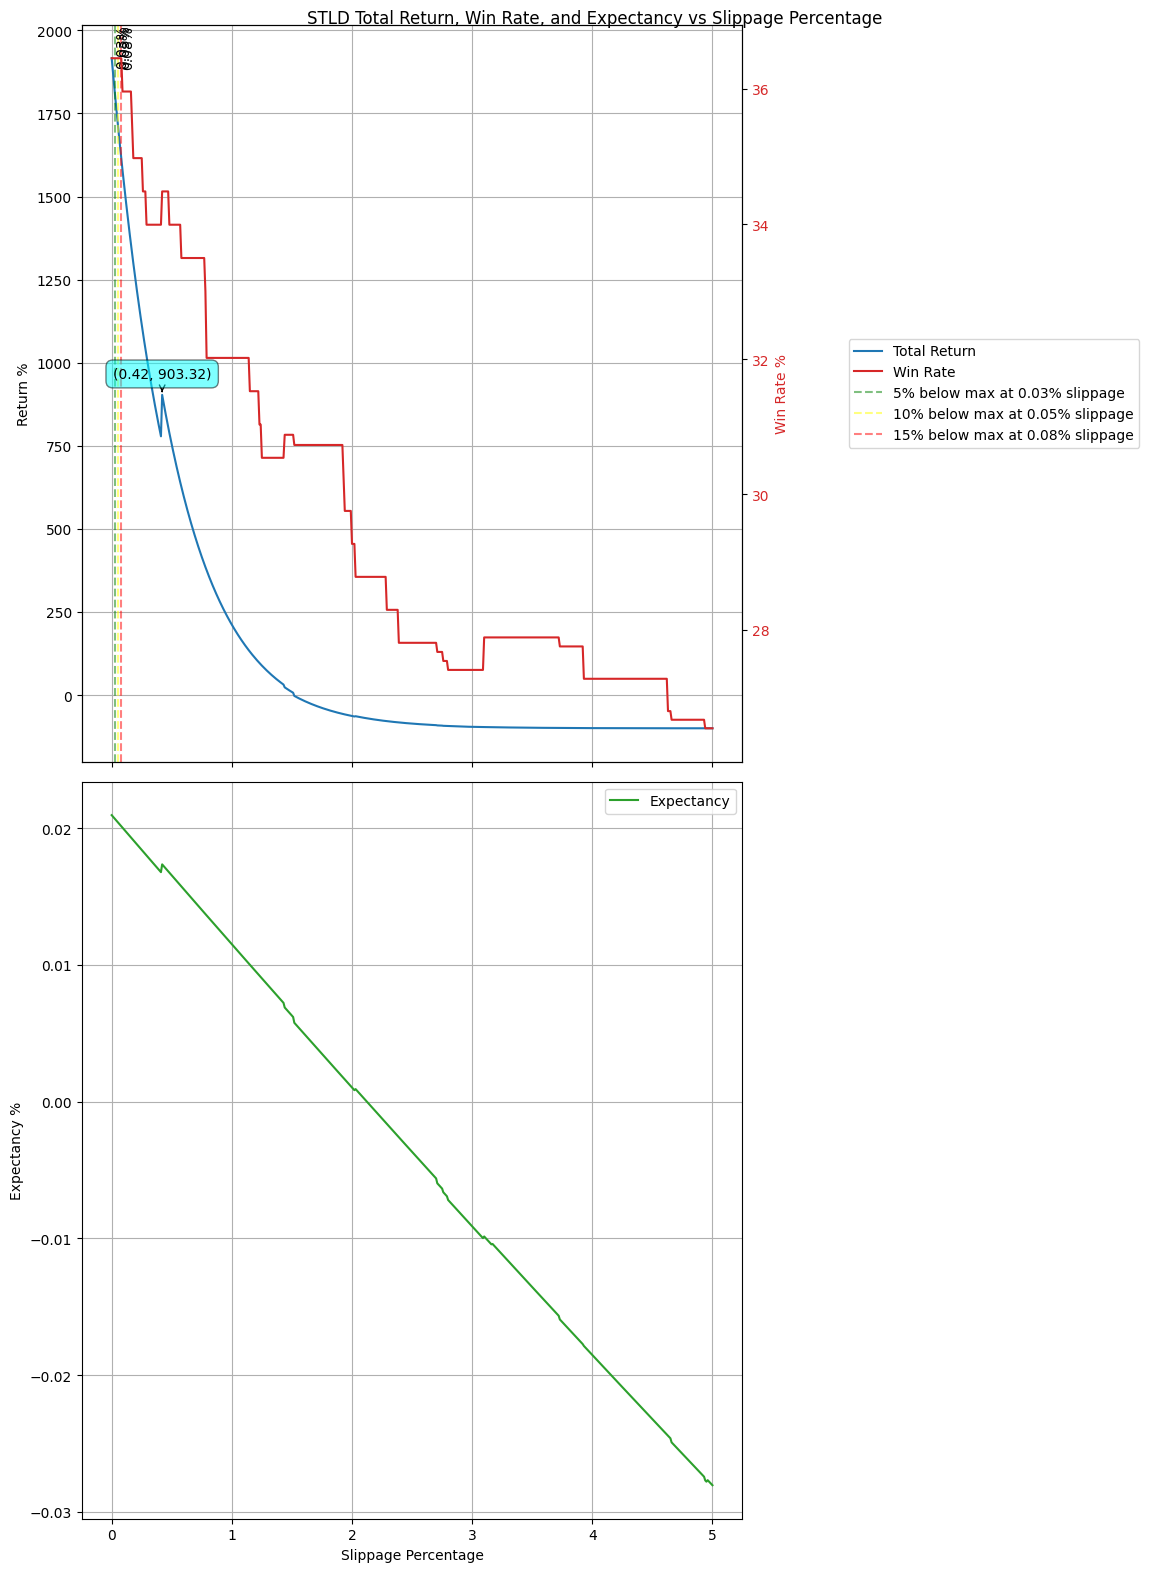 STLD Total Return, Win Rate, and Expectancy vs Slippage Percentage
2000
1750
1500
1250
1000
750
500
250
0
Return %
0.03%
0.08%
(0.42, 903.32)
36
34
32
30
28
Win Rate %
Total Return
Win Rate
5% below max at 0.03% slippage
10% below max at 0.05% slippage
15% below max at 0.08% slippage
Expectancy
0.02
0.01
0.00
−0.01
−0.02
−0.03
Expectancy %
0
1
2
3
4
5
Slippage Percentage